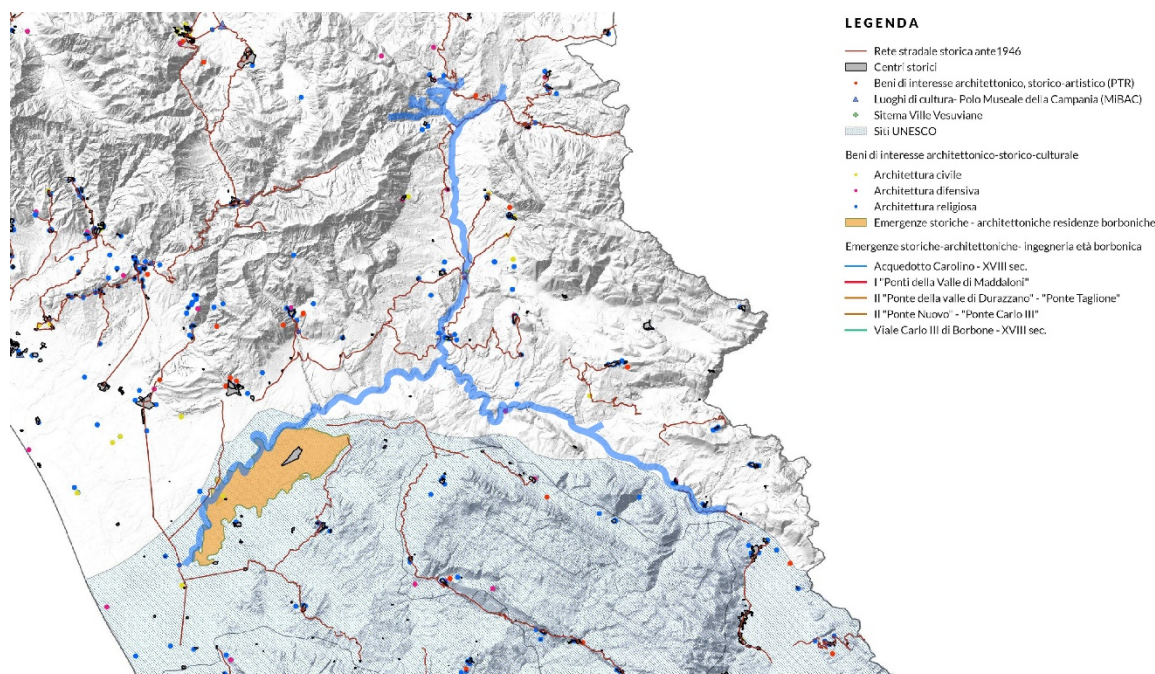 LEGENDA
Rete stradale storica ante1946
Centri storici
Beni di interesse architettonico, storico-artistico (PTR)
Luoghi di cultura- Polo Museale della Campania (MiBAC)
Sitema Ville Vesuviane
Siti UNESCO
Beni di interesse architettonico-storico-culturale
Architettura civile
Architettura difensiva
Architettura religiosa
Emergenze storiche - architettoniche residenze borboniche
Emergenze storiche-architettoniche- ingegneria età borbonica
Acquedotto Carolino - XVIII sec.
I "Ponti della Valle di Maddaloni"
Il "Ponte della valle di Durazzano" - "Ponte Taglione"
Il "Ponte Nuovo" - "Ponte Carlo III"
Viale Carlo III di Borbone - XVIII sec.